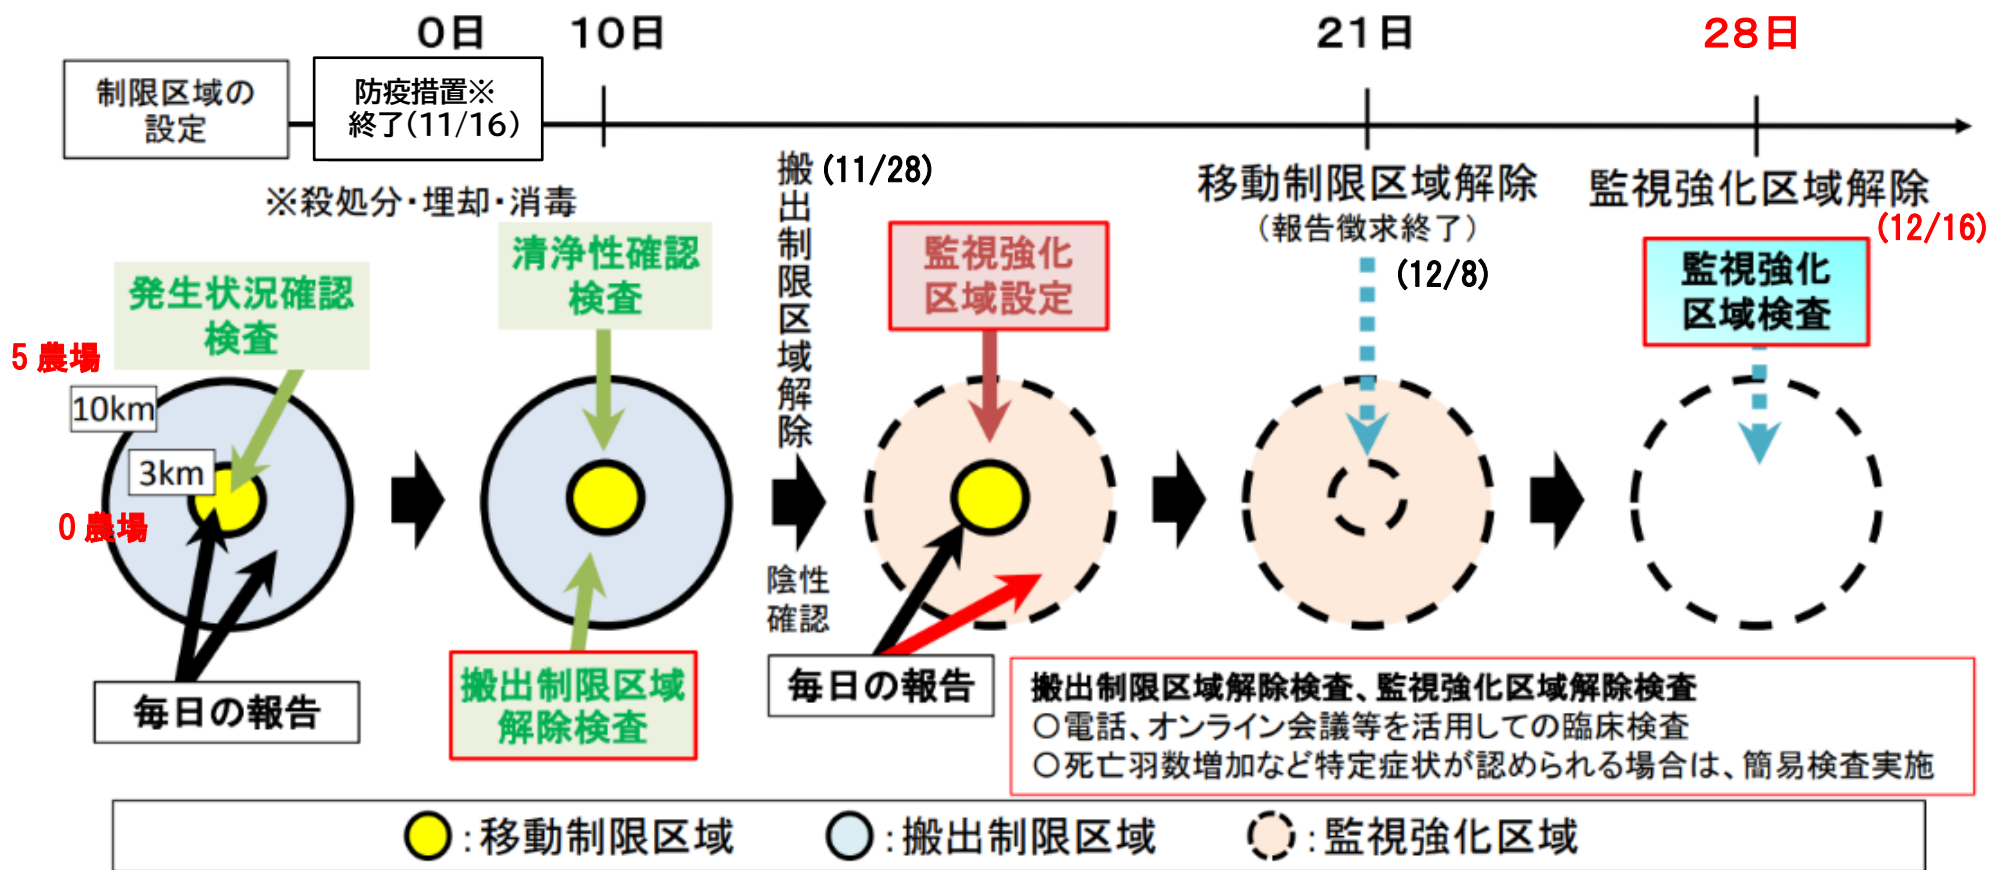 0日
10日
21日
28日
制限区域の
設定
防疫措置※
終了(11/16)
※殺処分・埋却・消毒
搬出制限区域解除
(11/28)
移動制限区域解除
(報告徴求終了)
(12/8)
監視強化区域解除
(12/16)
発生状況確認
検査
清浄性確認
検査
監視強化
区域設定
監視強化
区域検査
5農場
10km
3km
0農場
陰性
確認
毎日の報告
搬出制限区域
解除検査
毎日の報告
搬出制限区域解除検査、監視強化区域解除検査
○電話、オンライン会議等を活用しての臨床検査
○死亡羽数増加など特定症状が認められる場合は、簡易検査実施
:移動制限区域
:搬出制限区域
:監視強化区域